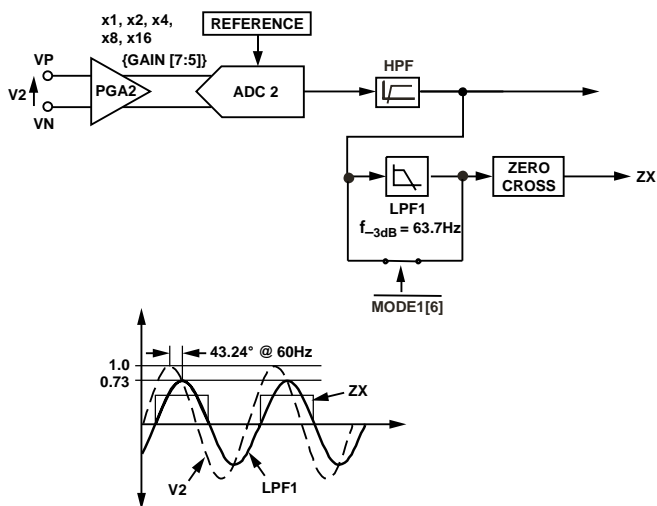 x1, x2, x4,
x8, x16
REFERENCE
{GAIN [7:5]}
VP
V2
VN
PGA2
ADC 2
HPF
LPF1
f–3dB = 63.7Hz
ZERO
CROSS
ZX
MODE1[6]
43.24° @ 60Hz
1.0
0.73
ZX
V2
LPF1